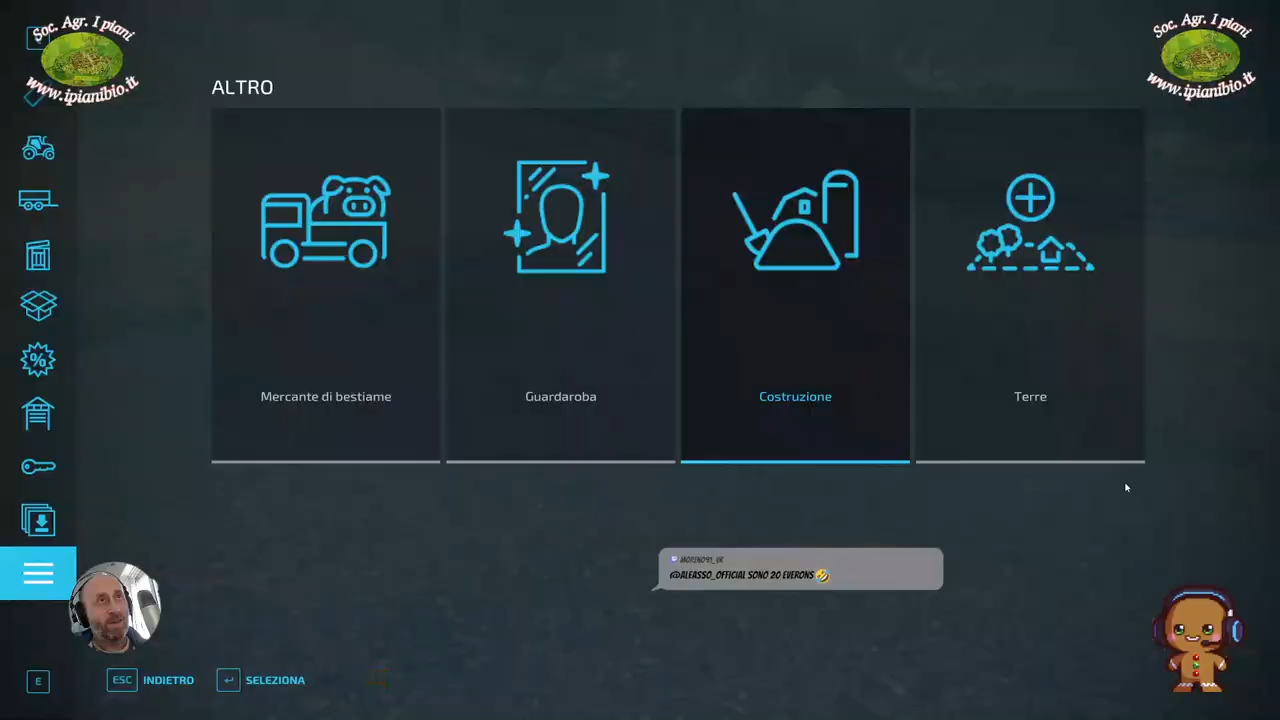 Soc. Agr. I piani
www.ipianibio.it
Soc. Agr. I piani
www.ipianibio.it
ALTRO
%
Mercante di bestiame
Guardaroba
Costruzione
Terre
MORENO91_VR
@ALEASSO_OFFICIAL SONO 20 EVERONS 🤣
E
ESC INDIETRO
↵ SELEZIONA